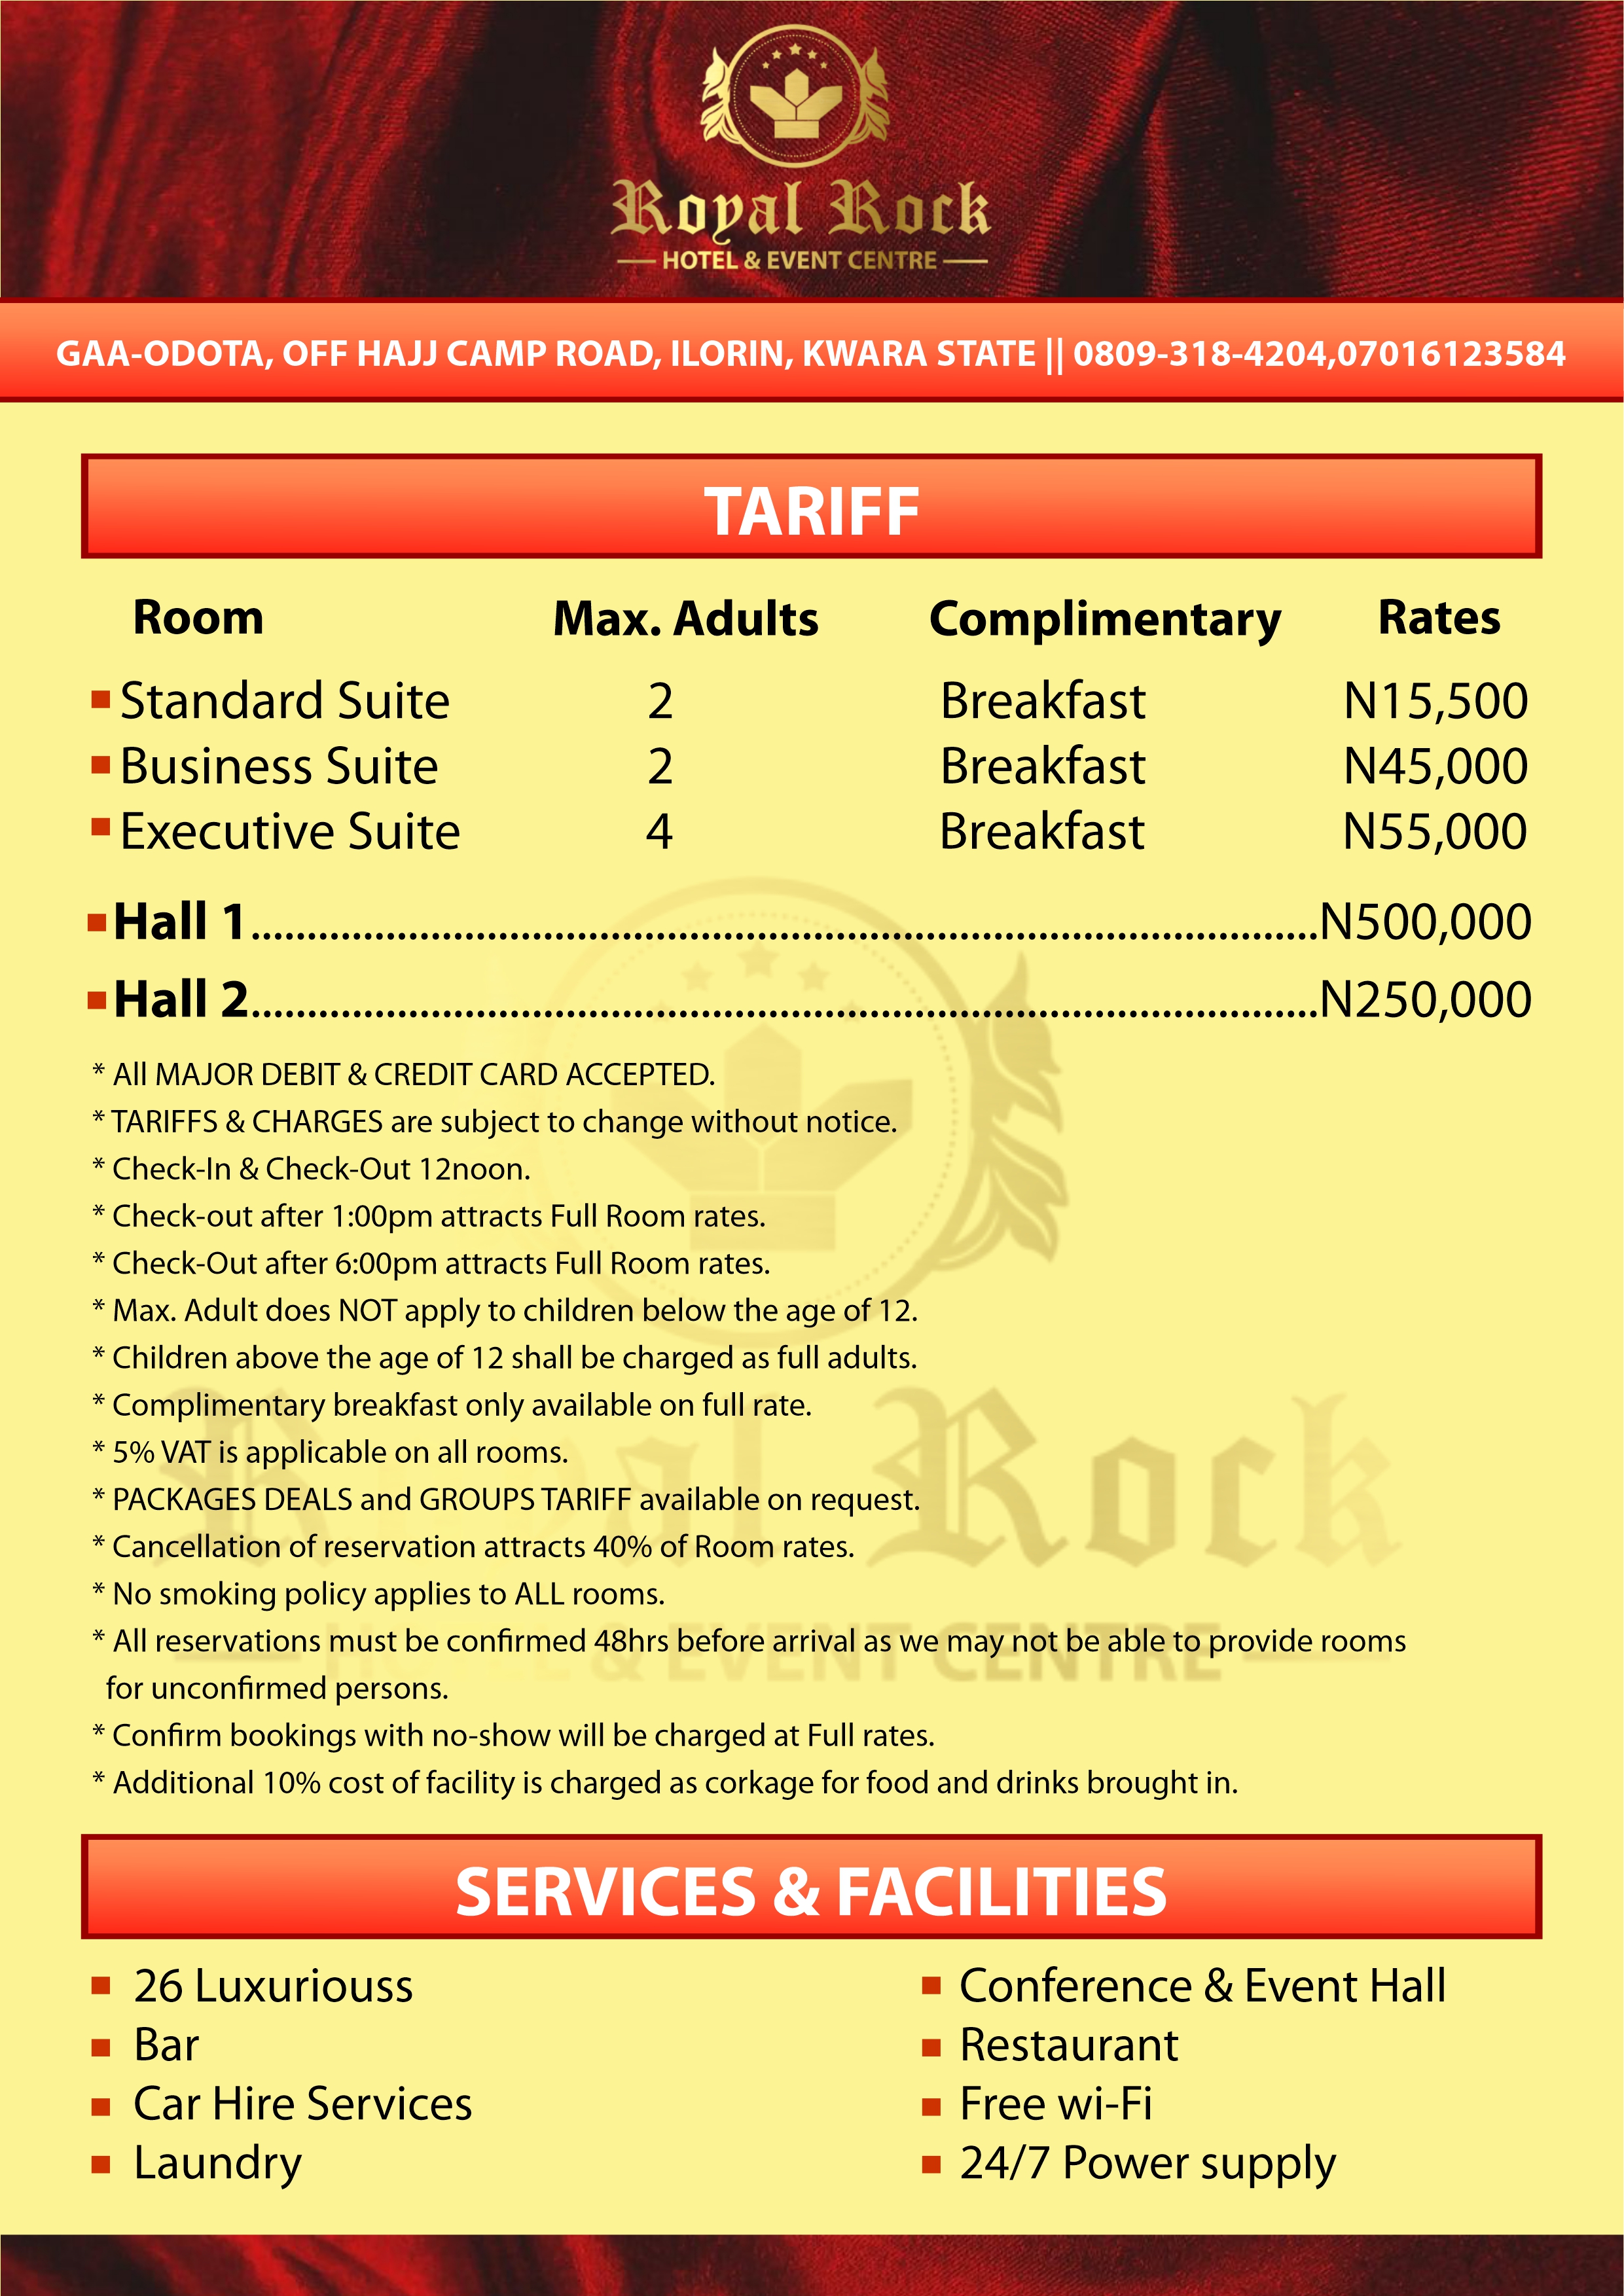 Royal Rock
HOTEL & EVENT CENTRE
GAA-ODOTA, OFF HAJJ CAMP ROAD, ILORIN, KWARA STATE || 0809-318-4204,07016123584
TARIFF
Room Max. Adults Complimentary Rates
Standard Suite 2 Breakfast N15,500
Business Suite 2 Breakfast N45,000
Executive Suite 4 Breakfast N55,000
Hall 1....................N500,000
Hall 2....................N250,000
* All MAJOR DEBIT & CREDIT CARD ACCEPTED.
* TARIFFS & CHARGES are subject to change without notice.
* Check-In & Check-Out 12noon.
* Check-out after 1:00pm attracts Full Room rates.
* Check-Out after 6:00pm attracts Full Room rates.
* Max. Adult does NOT apply to children below the age of 12.
* Children above the age of 12 shall be charged as full adults.
* Complimentary breakfast only available on full rate.
* 5% VAT is applicable on all rooms.
* PACKAGES DEALS and GROUPS TARIFF available on request.
* Cancellation of reservation attracts 40% of Room rates.
* No smoking policy applies to ALL rooms.
* All reservations must be confirmed 48hrs before arrival as we may not be able to provide rooms
for unconfirmed persons.
* Confirm bookings with no-show will be charged at Full rates.
* Additional 10% cost of facility is charged as corkage for food and drinks brought in.
Royal Rock
HOTEL & EVENT CENTRE
SERVICES & FACILITIES
26 Luxuriouss
Bar
Car Hire Services
Laundry
Conference & Event Hall
Restaurant
Free wi-Fi
24/7 Power supply